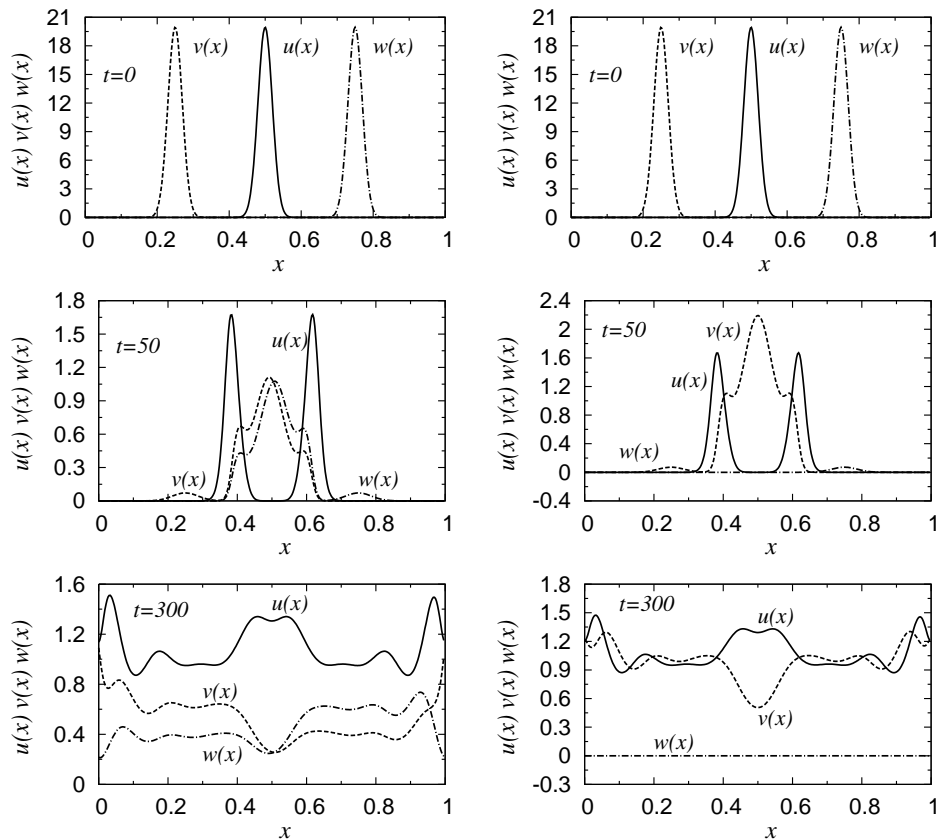 21
18
15
12
9
6
3
0
u(x) v(x) w(x)
t=0
v(x)
u(x)
w(x)
0 0.2 0.4 0.6 0.8 1
x
21
18
15
12
9
6
3
0
u(x) v(x) w(x)
t=0
v(x)
u(x)
w(x)
0 0.2 0.4 0.6 0.8 1
x
1.8
1.5
1.2
0.9
0.6
0.3
0
u(x) v(x) w(x)
t=50
u(x)
v(x)
w(x)
0 0.2 0.4 0.6 0.8 1
x
2.4
2
1.6
1.2
0.8
0.4
0
-0.4
u(x) v(x) w(x)
t=50
v(x)
u(x)
w(x)
0 0.2 0.4 0.6 0.8 1
x
1.6
1.2
0.8
0.4
0
u(x) v(x) w(x)
t=300
u(x)
v(x)
w(x)
0 0.2 0.4 0.6 0.8 1
x
1.8
1.5
1.2
0.9
0.6
0.3
0
-0.3
u(x) v(x) w(x)
t=300
u(x)
v(x)
w(x)
0 0.2 0.4 0.6 0.8 1
x